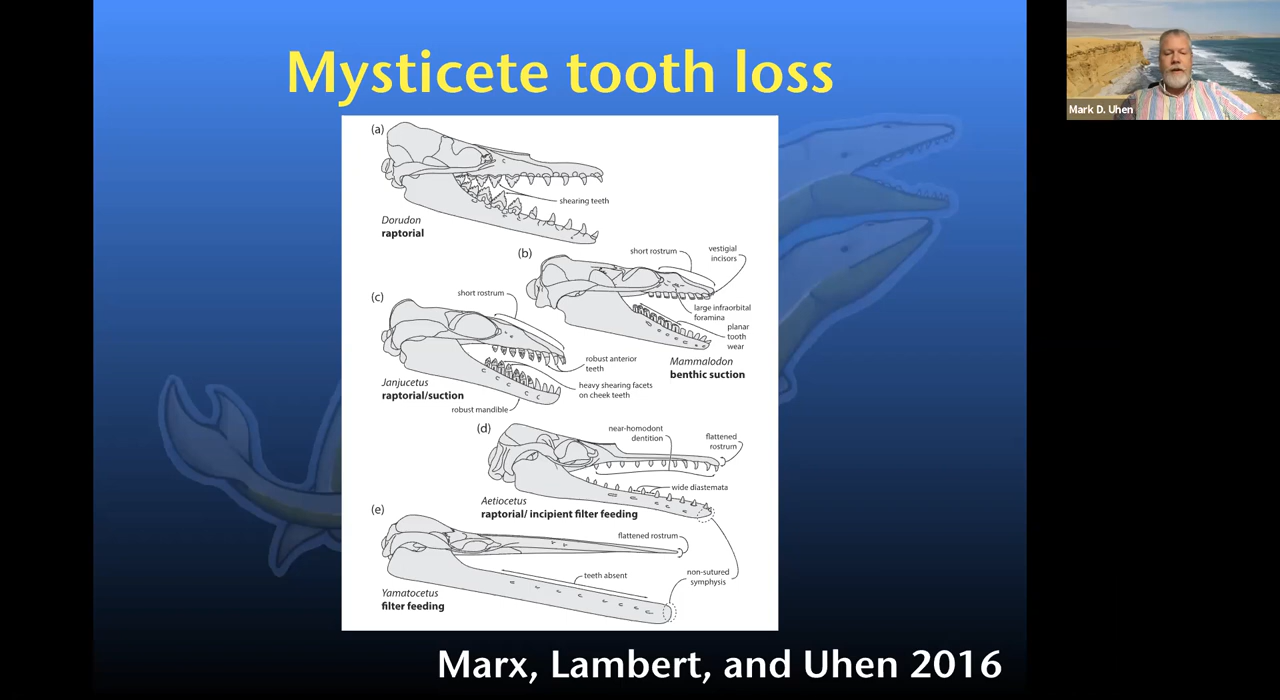 Mysticete tooth loss
Mark D. Uhen
(a)
shearing teeth
Dorudon
raptorial
(b)
short rostrum
vestigial
incisors
large infraorbital
foramina
planar
tooth
wear
Mammalodon
benthic suction
(c)
short rostrum
robust anterior
teeth
heavy shearing facets
on cheek teeth
Janjucetus
raptorial/suction
robust mandible
(d)
near-homodont
dentition
flattened
rostrum
wide diastemata
Aetiocetus
raptorial/ incipient filter feeding
(e)
flattened rostrum
non-sutured
symphysis
teeth absent
Yamatocetus
filter feeding
Marx, Lambert, and Uhen 2016